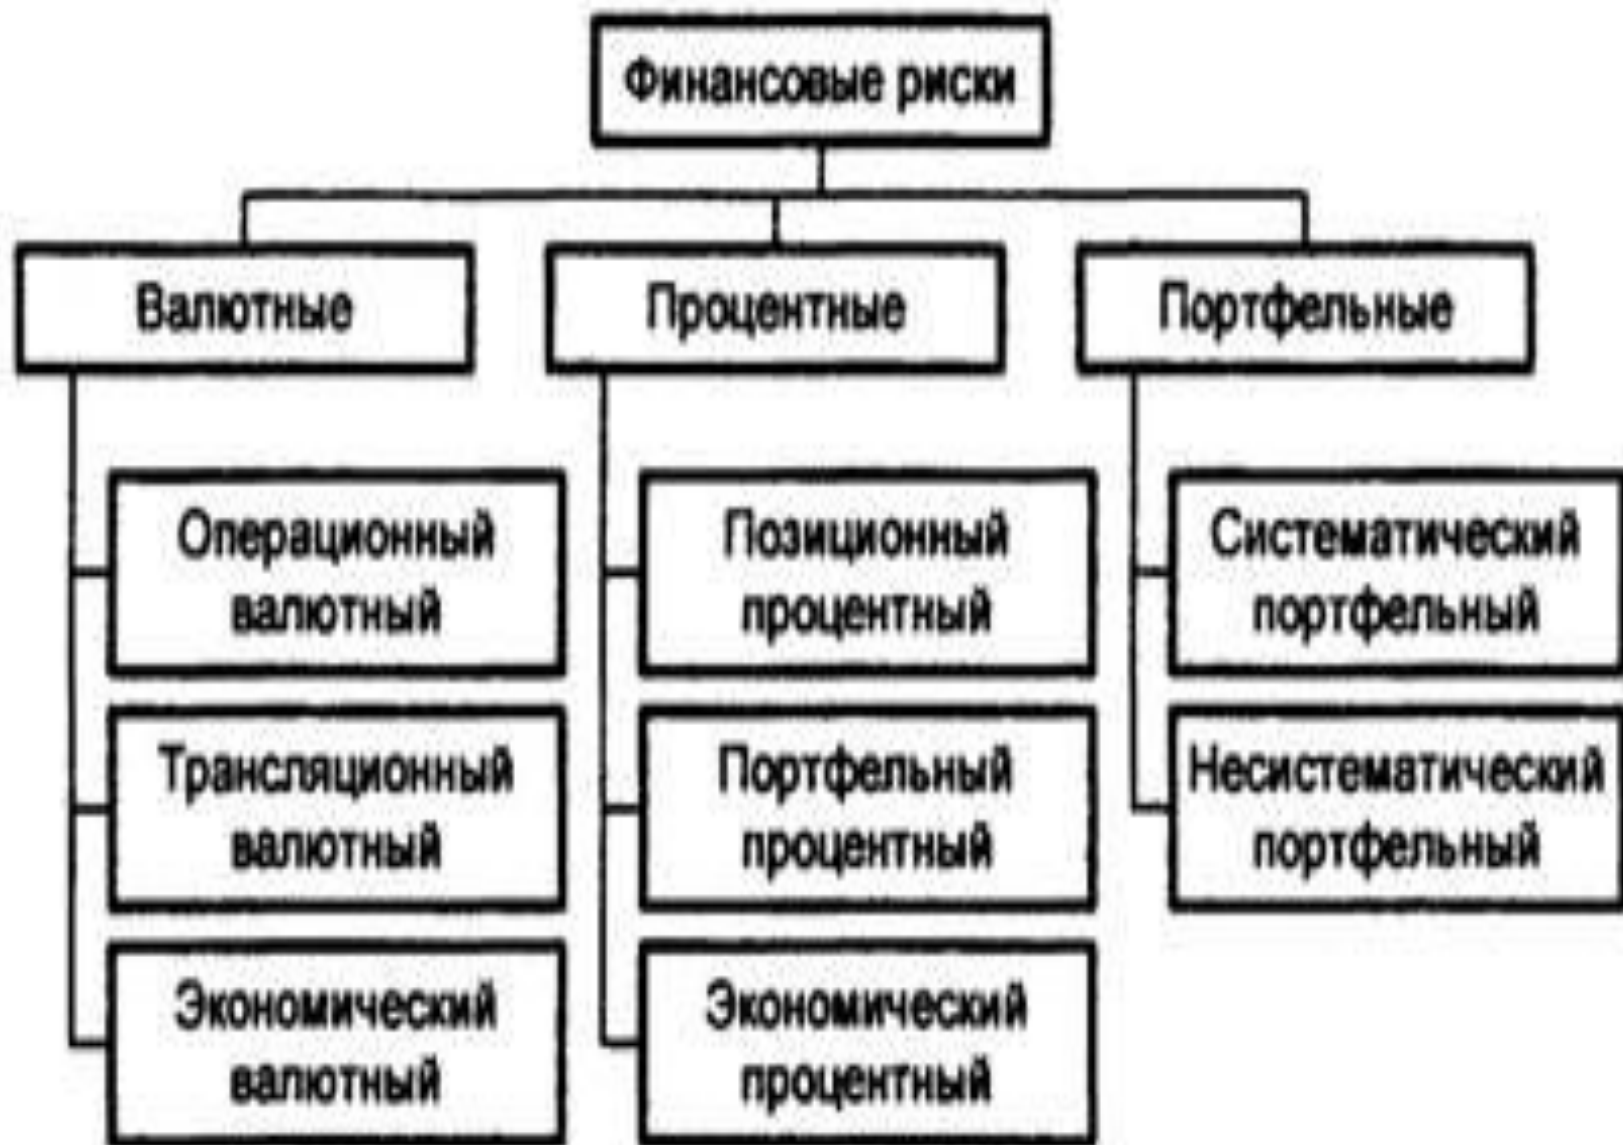 Финансовые риски
Валютные
Процентные
Портфельные
Операционный
валютный
Трансляционный
валютный
Экономический
валютный
Позиционный
процентный
Портфельный
процентный
Экономический
процентный
Систематический
портфельный
Несистематический
портфельный